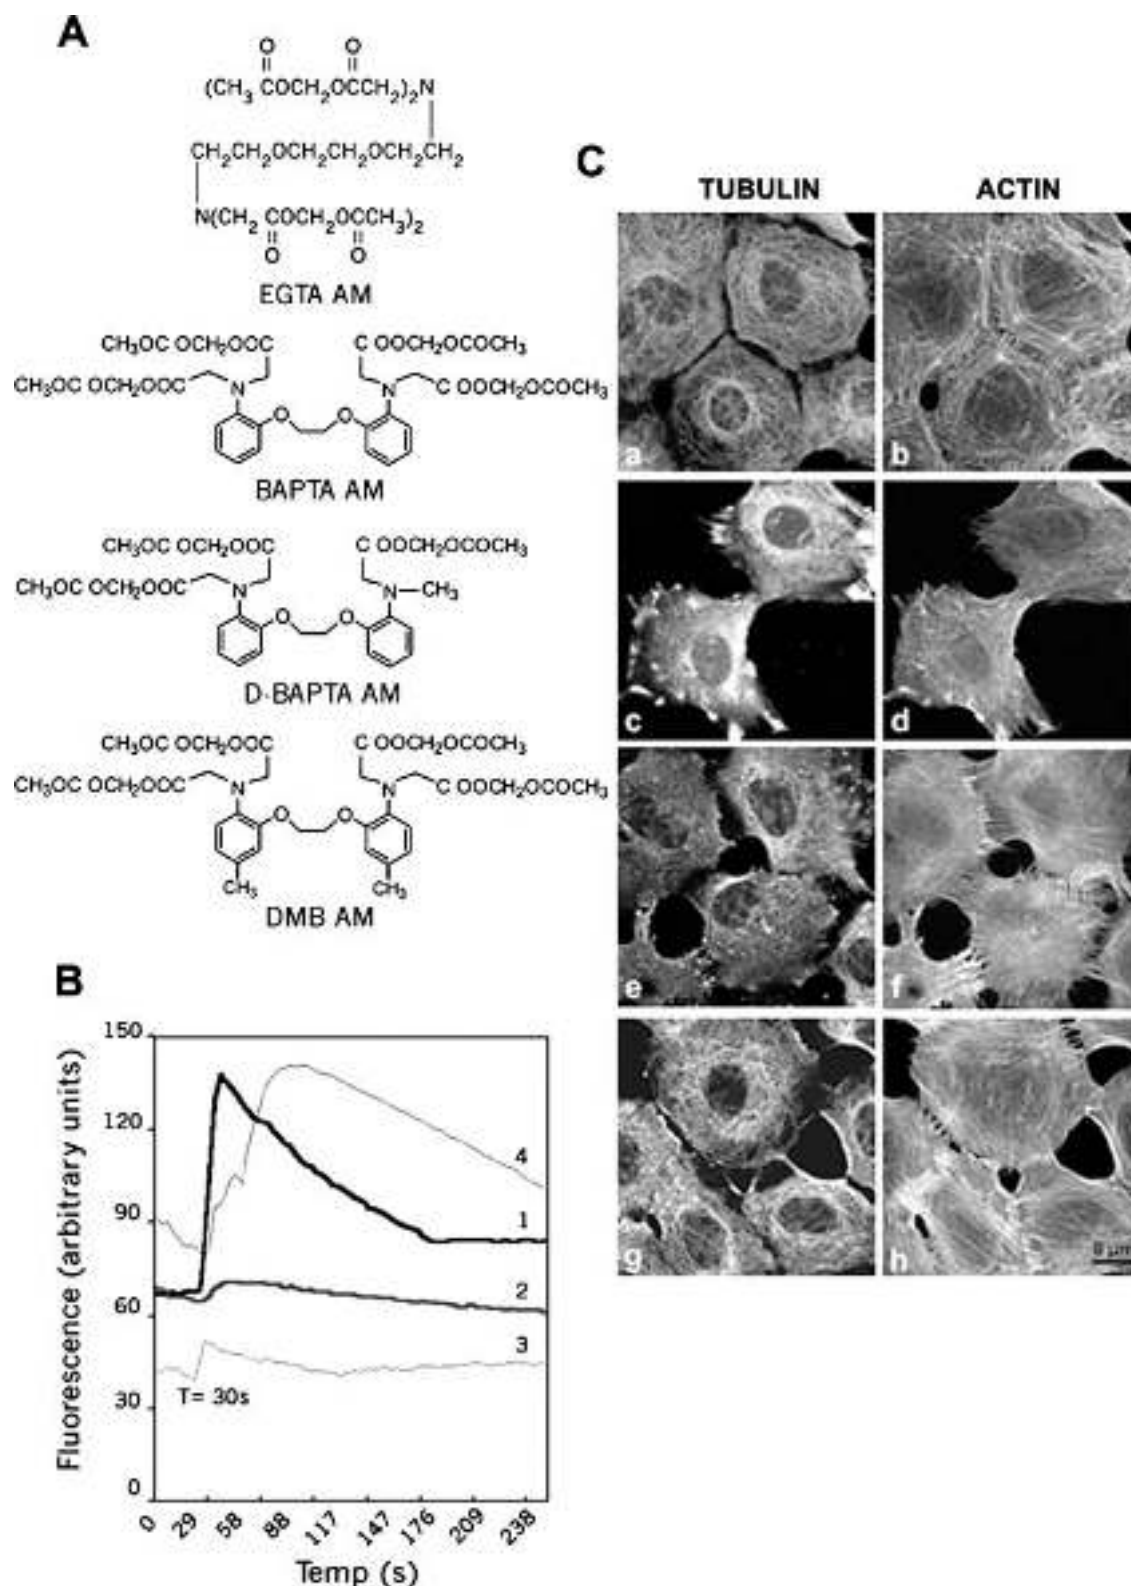 A
O O
(CH3 COCH2OCCH2)2N
CH2CH2OCH2CH2OCH2CH2
N(CH2 COCH2OCCH3)2
O O
EGTA AM
CH3OC OCH2OOC C OOCH2OCOCH3
CH3OC OCH2OOC N N C OOCH2OCOCH3
O O
BAPTA AM
CH3OC OCH2OOC C OOCH2OCOCH3
CH3OC OCH2OOC N N—CH3
O O
D-BAPTA AM
CH3OC OCH2OOC C OOCH2OCOCH3
CH3OC OCH2OOC N N C OOCH2OCOCH3
O O
CH3 CH3
DMB AM
B
Fluorescence (arbitrary units)
150
120
90
60
30
0
4
1
2
3
T= 30s
0 29 58 88 117 147 176 209 238
Temp (s)
C
TUBULIN ACTIN
a b
c d
e f
g h
8 µm